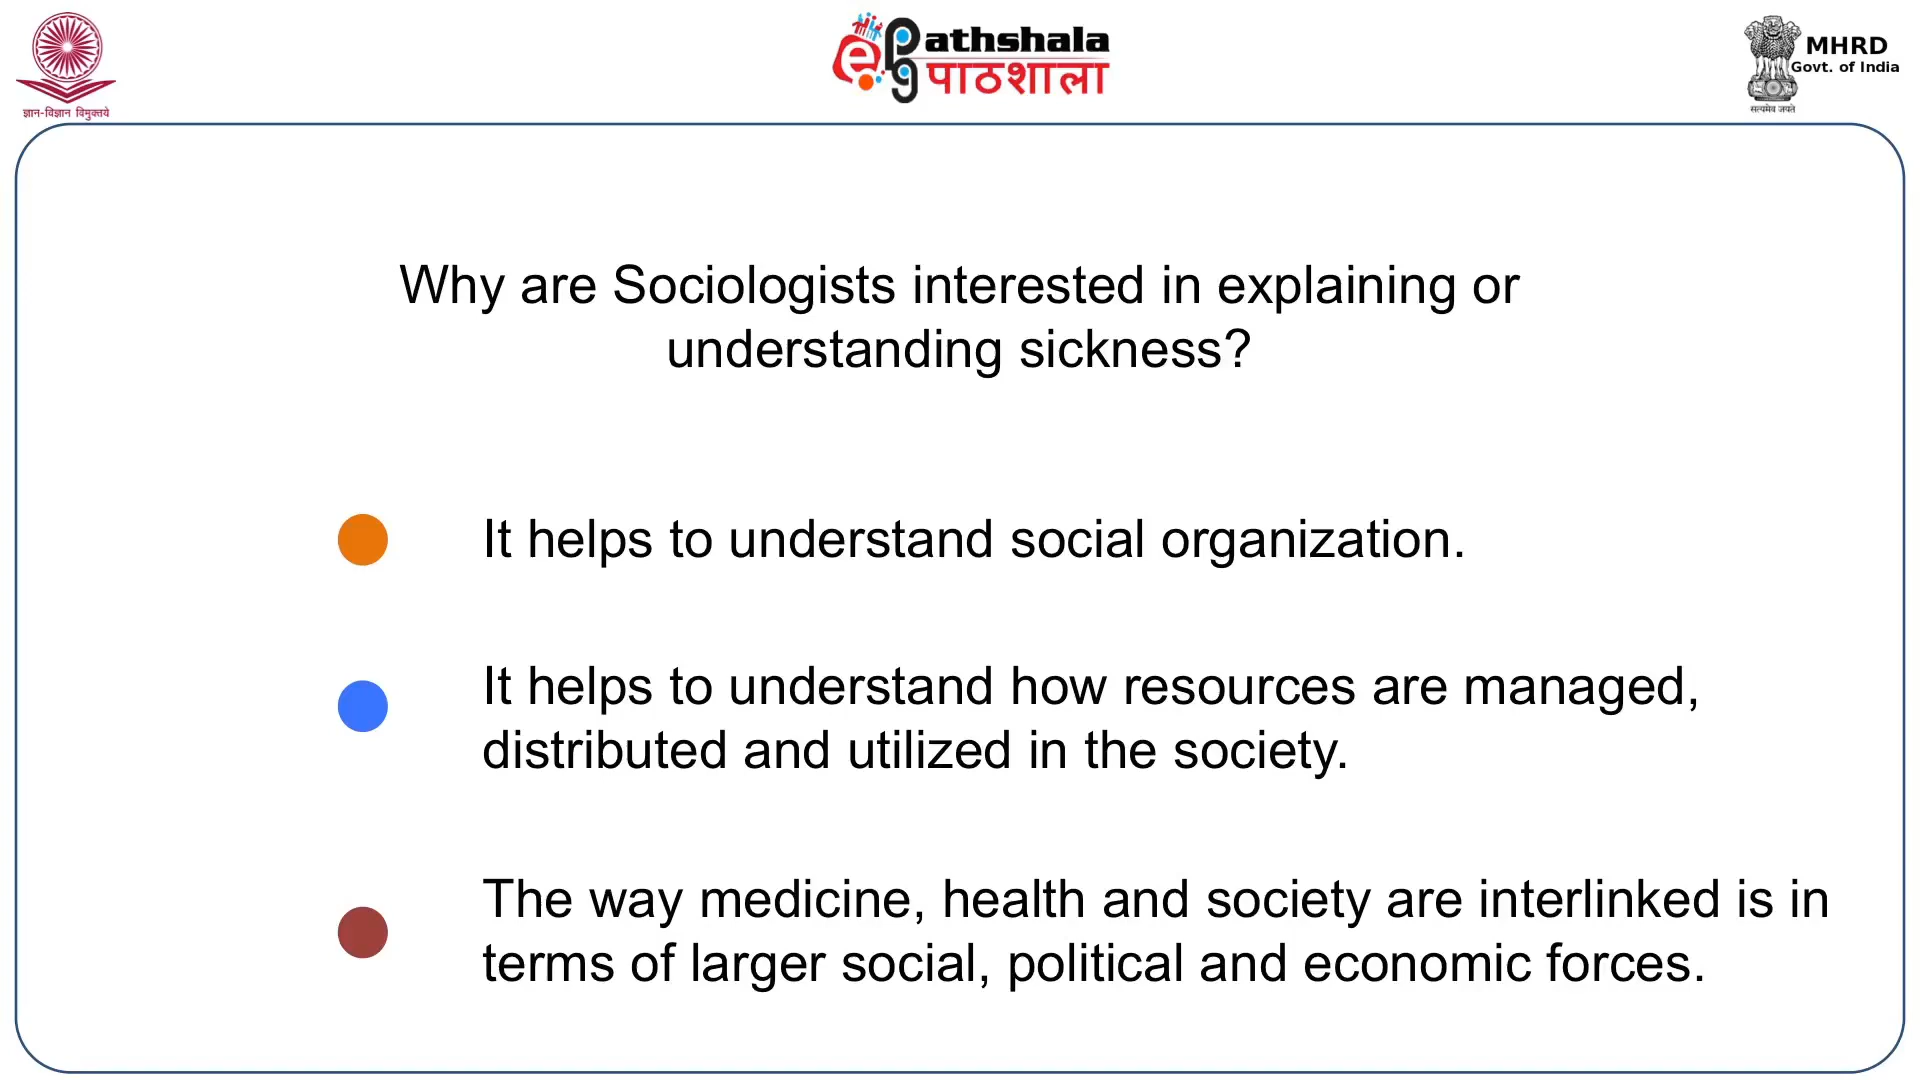 ज्ञान-विज्ञान विमुक्तये
e
pg
Pathshala
पाठशाला
MHRD
Govt. of India
सत्यमेव जयते
Why are Sociologists interested in explaining or
understanding sickness?
It helps to understand social organization.
It helps to understand how resources are managed,
distributed and utilized in the society.
The way medicine, health and society are interlinked is in
terms of larger social, political and economic forces.